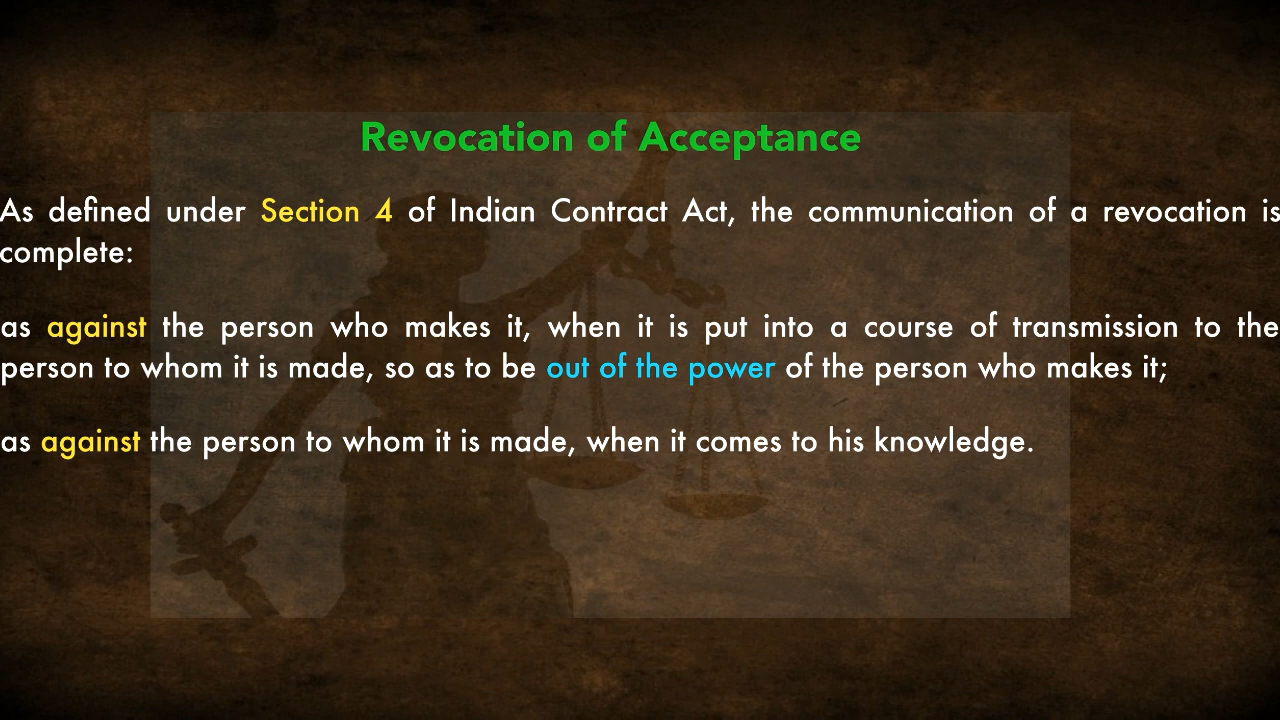 Revocation of Acceptance
As defined under Section 4 of Indian Contract Act, the communication of a revocation is
complete:
as against the person who makes it, when it is put into a course of transmission to the
person to whom it is made, so as to be out of the power of the person who makes it;
as against the person to whom it is made, when it comes to his knowledge.